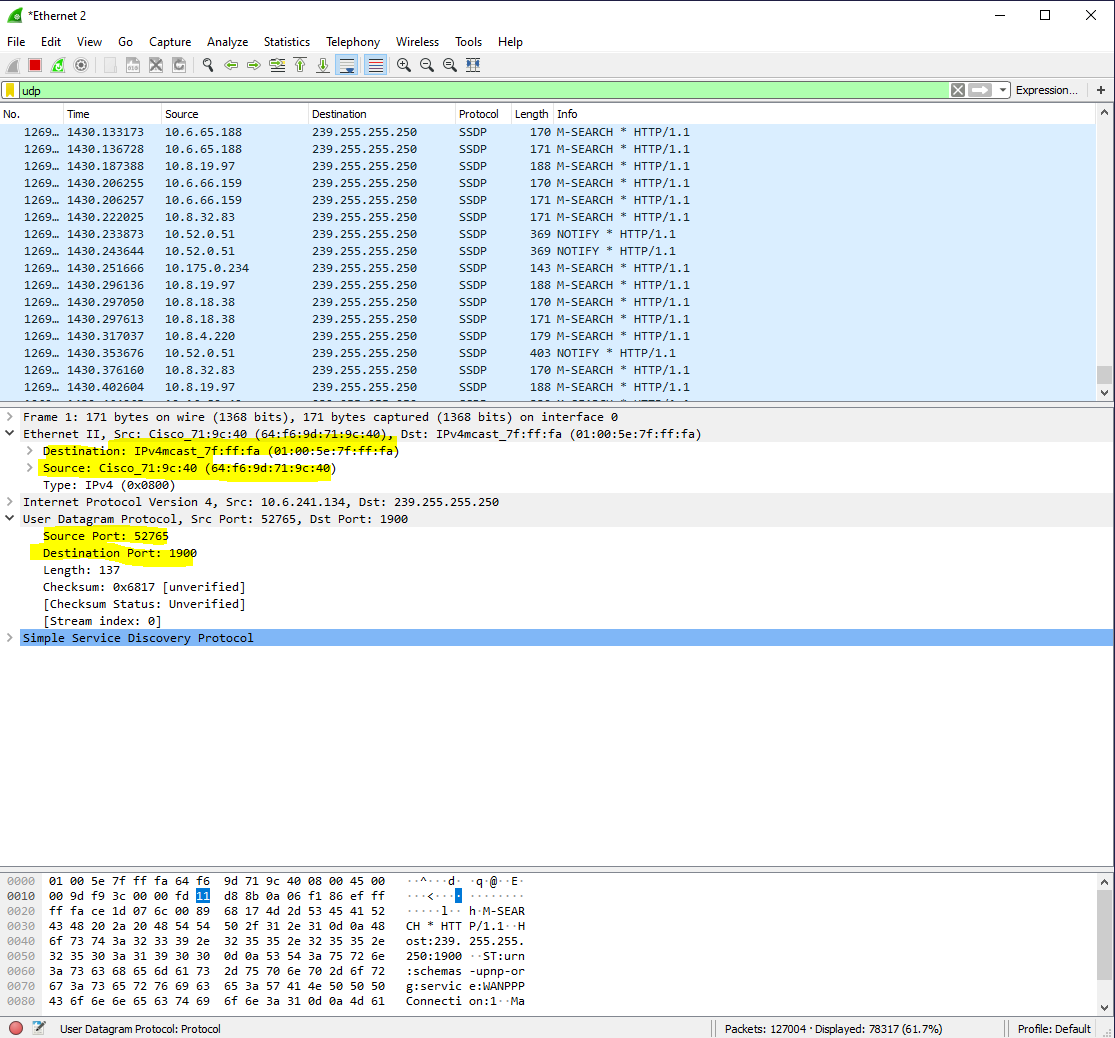 *Ethernet 2
File Edit View Go Capture Analyze Statistics Telephony Wireless Tools Help
udp Expression… +
No. Time Source Destination Protocol Length Info
1269… 1430.133173 10.6.65.188 239.255.255.250 SSDP 170 M-SEARCH * HTTP/1.1
1269… 1430.136728 10.6.65.188 239.255.255.250 SSDP 171 M-SEARCH * HTTP/1.1
1269… 1430.187388 10.8.19.97 239.255.255.250 SSDP 188 M-SEARCH * HTTP/1.1
1269… 1430.206255 10.6.66.159 239.255.255.250 SSDP 170 M-SEARCH * HTTP/1.1
1269… 1430.206257 10.6.66.159 239.255.255.250 SSDP 171 M-SEARCH * HTTP/1.1
1269… 1430.222025 10.8.32.83 239.255.255.250 SSDP 171 M-SEARCH * HTTP/1.1
1269… 1430.233873 10.52.0.51 239.255.255.250 SSDP 369 NOTIFY * HTTP/1.1
1269… 1430.243644 10.52.0.51 239.255.255.250 SSDP 369 NOTIFY * HTTP/1.1
1269… 1430.251666 10.175.0.234 239.255.255.250 SSDP 143 M-SEARCH * HTTP/1.1
1269… 1430.296136 10.8.19.97 239.255.255.250 SSDP 188 M-SEARCH * HTTP/1.1
1269… 1430.297050 10.8.18.38 239.255.255.250 SSDP 170 M-SEARCH * HTTP/1.1
1269… 1430.297613 10.8.18.38 239.255.255.250 SSDP 171 M-SEARCH * HTTP/1.1
1269… 1430.317037 10.8.4.220 239.255.255.250 SSDP 179 M-SEARCH * HTTP/1.1
1269… 1430.353676 10.52.0.51 239.255.255.250 SSDP 403 NOTIFY * HTTP/1.1
1269… 1430.376160 10.8.32.83 239.255.255.250 SSDP 170 M-SEARCH * HTTP/1.1
1269… 1430.402604 10.8.19.97 239.255.255.250 SSDP 188 M-SEARCH * HTTP/1.1
Frame 1: 171 bytes on wire (1368 bits), 171 bytes captured (1368 bits) on interface 0
Ethernet II, Src: Cisco_71:9c:40 (64:f6:9d:71:9c:40), Dst: IPv4mcast_7f:ff:fa (01:00:5e:7f:ff:fa)
Destination: IPv4mcast_7f:ff:fa (01:00:5e:7f:ff:fa)
Source: Cisco_71:9c:40 (64:f6:9d:71:9c:40)
Type: IPv4 (0x0800)
Internet Protocol Version 4, Src: 10.6.241.134, Dst: 239.255.255.250
User Datagram Protocol, Src Port: 52765, Dst Port: 1900
Source Port: 52765
Destination Port: 1900
Length: 137
Checksum: 0x6817 [unverified]
[Checksum Status: Unverified]
[Stream index: 0]
Simple Service Discovery Protocol
0000 01 00 5e 7f ff fa 64 f6 9d 71 9c 40 08 00 45 00 ··^···d· ·q·@··E·
0010 00 9d f9 3c 00 00 fd 11 d8 8b 0a 06 f1 86 ef ff ···<···· ········
0020 ff fa ce 1d 07 6c 00 89 68 17 4d 2d 53 45 41 52 ·····l·· h·M-SEAR
0030 43 48 20 2a 20 48 54 54 50 2f 31 2e 31 0d 0a 48 CH * HTT P/1.1··H
0040 6f 73 74 3a 32 33 39 2e 32 35 35 2e 32 35 35 2e ost:239. 255.255.
0050 32 35 30 3a 31 39 30 30 0d 0a 53 54 3a 75 72 6e 250:1900 ··ST:urn
0060 3a 73 63 68 65 6d 61 73 2d 75 70 6e 70 2d 6f 72 :schemas -upnp-or
0070 67 3a 73 65 72 76 69 63 65 3a 57 41 4e 50 50 50 g:servic e:WANPPP
0080 43 6f 6e 6e 65 63 74 69 6f 6e 3a 31 0d 0a 4d 61 Connecti on:1··Ma
User Datagram Protocol: Protocol Packets: 127004 · Displayed: 78317 (61.7%) Profile: Default